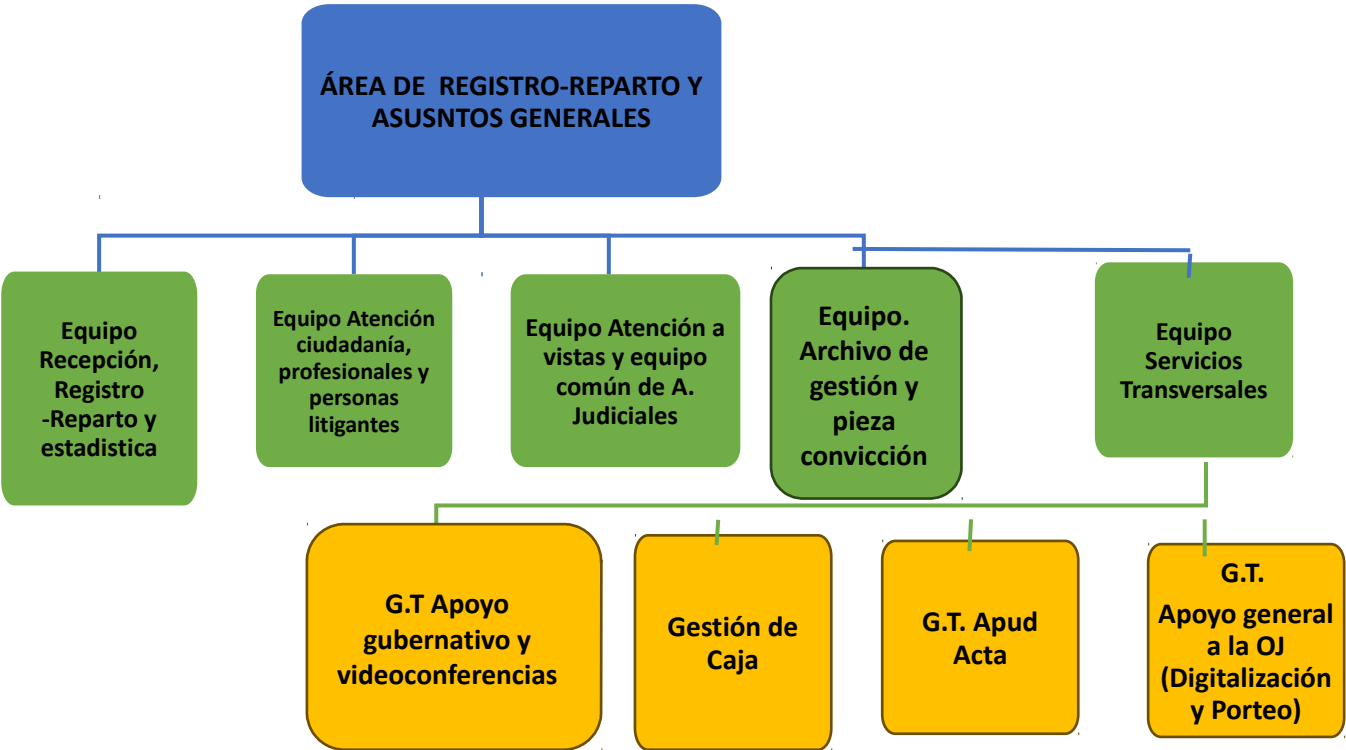 ÁREA DE REGISTRO-REPARTO Y
ASUSNTOS GENERALES
Equipo
Recepción,
Registro
-Reparto y
estadistica
Equipo Atención
ciudadanía,
profesionales y
personas
litigantes
Equipo Atención a
vistas y equipo
común de A.
Judiciales
Equipo.
Archivo de
gestión y
pieza
convicción
Equipo
Servicios
Transversales
G.T Apoyo
gubernativo y
videoconferencias
Gestión de
Caja
G.T. Apud
Acta
G.T.
Apoyo general
a la OJ
(Digitalización
y Porteo)